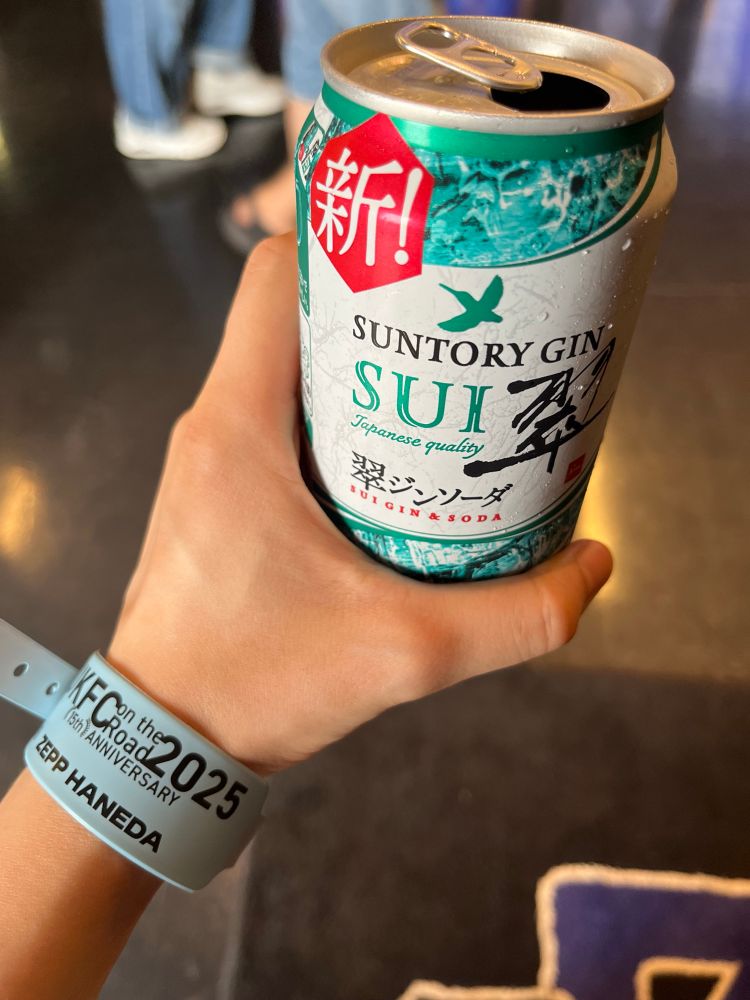 新!
SUNTORY GIN
SUI 翠
Japanese quality
翠ジンソーダ
SUI GIN & SODA
KFC on the Road 2025
15th ANNIVERSARY
ZEPP HANEDA